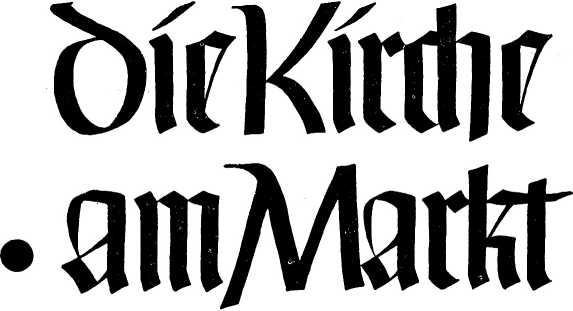 die Kirche
• am Markt